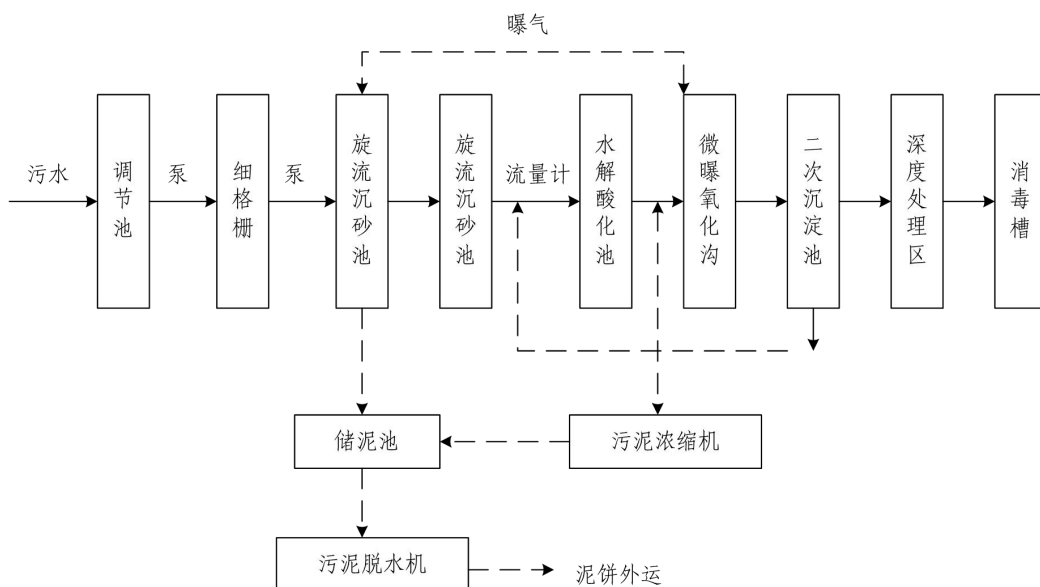 曝气
污水
调节池
泵
细格栅
泵
旋流沉砂池
旋流沉砂池
流量计
水解酸化池
微曝氧化沟
二次沉淀池
深度处理区
消毒槽
储泥池
污泥浓缩机
污泥脱水机
泥饼外运